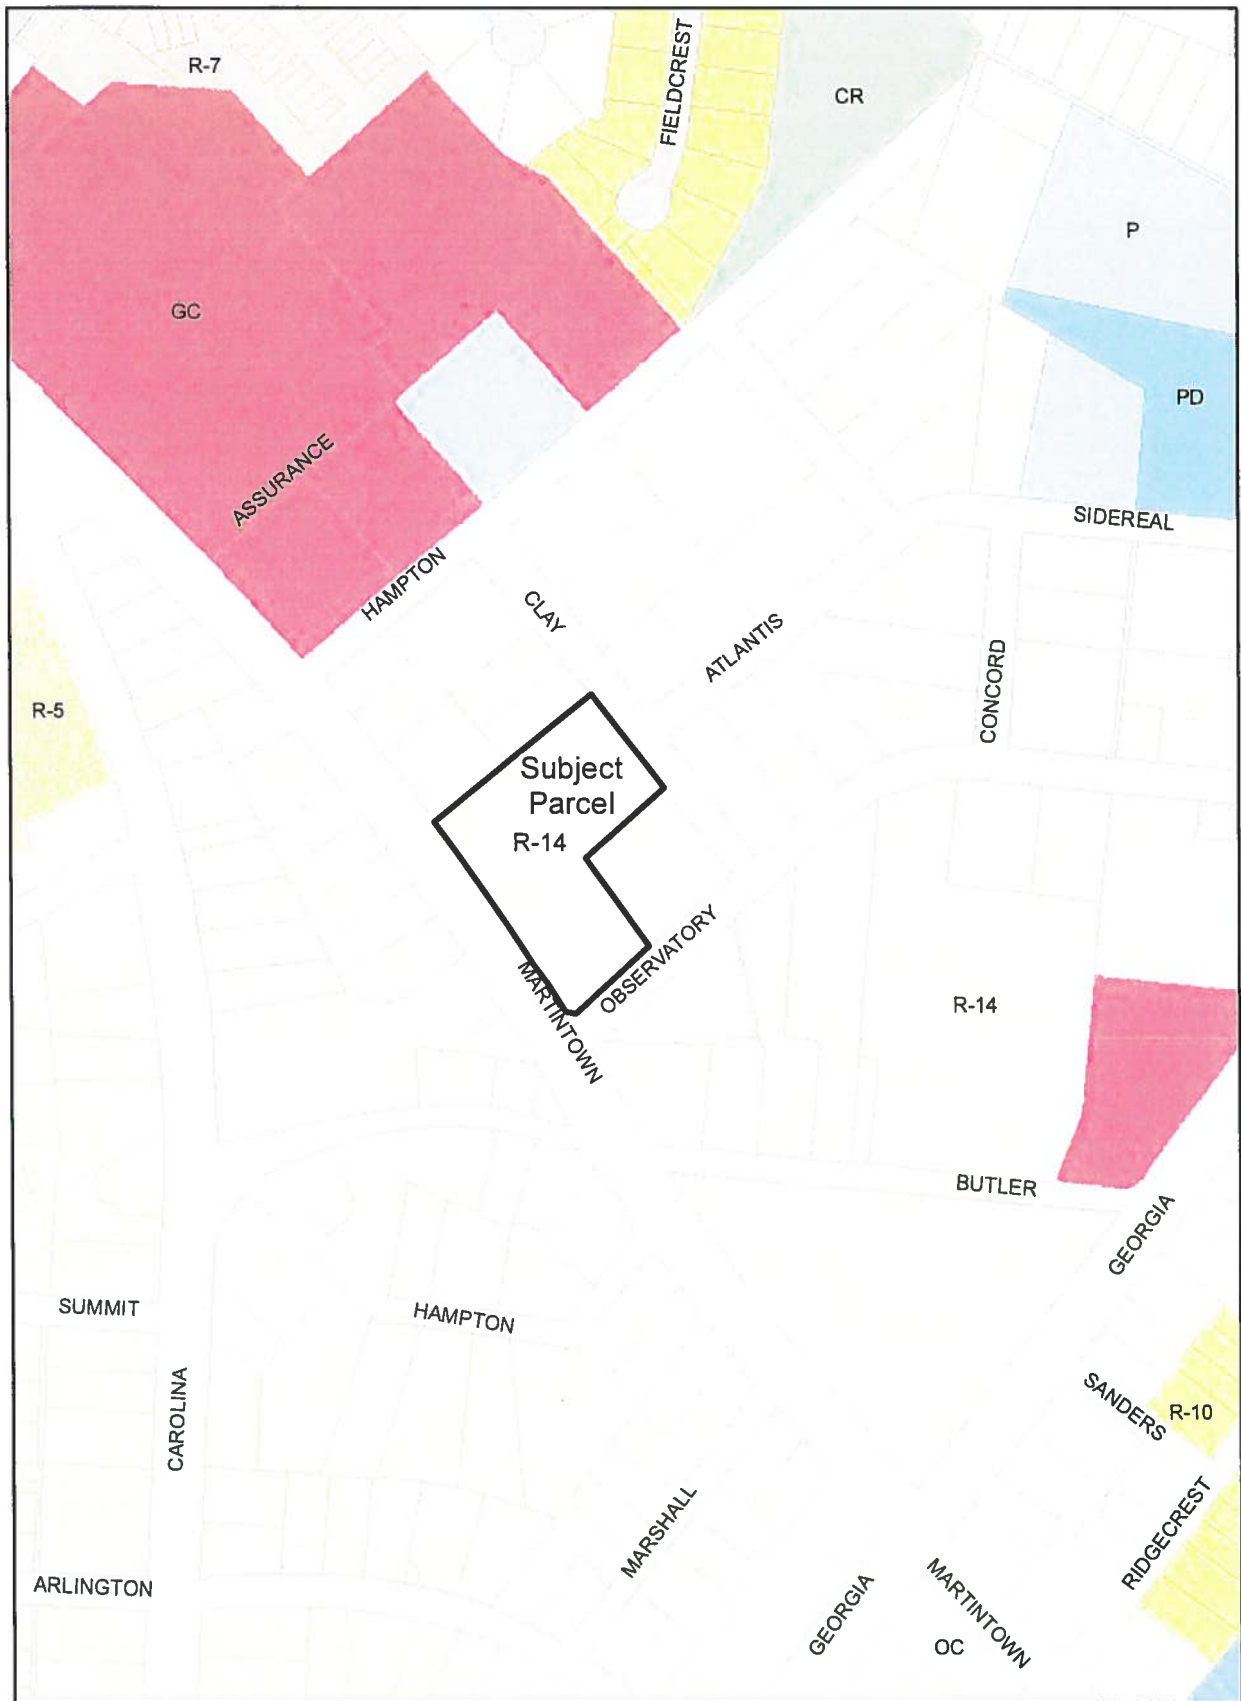 R-7
FIELDCREST
CR
P
GC
PD
ASSURANCE
SIDEREAL
HAMPTON
CLAY
ATLANTIS
CONCORD
R-5
Subject
Parcel
R-14
OBSERVATORY
MARTINTOWN
R-14
BUTLER
GEORGIA
SUMMIT
HAMPTON
CAROLINA
SANDERS
R-10
RIDGECREST
MARSHALL
ARLINGTON
GEORGIA
MARTINTOWN
OC